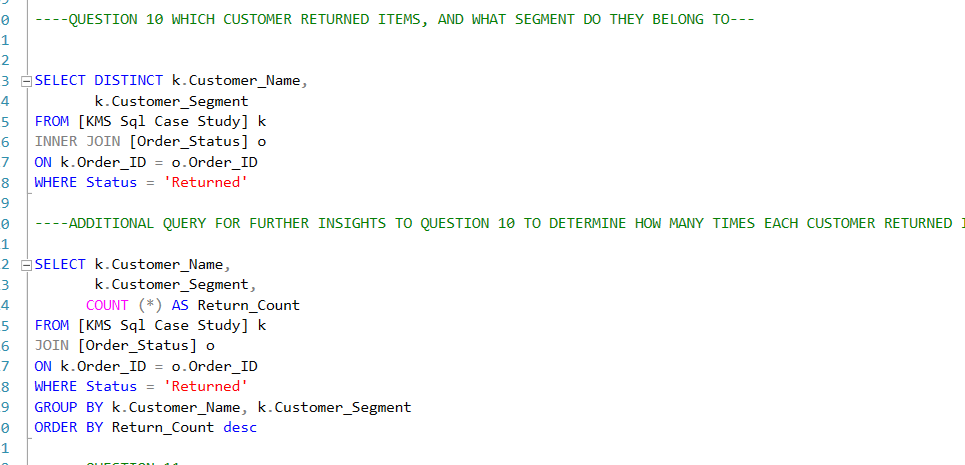 0 ----QUESTION 10 WHICH CUSTOMER RETURNED ITEMS, AND WHAT SEGMENT DO THEY BELONG TO---
1
2
3 SELECT DISTINCT k.Customer_Name,
4 k.Customer_Segment
5 FROM [KMS Sql Case Study] k
6 INNER JOIN [Order_Status] o
7 ON k.Order_ID = o.Order_ID
8 WHERE Status = 'Returned'
9
0 ----ADDITIONAL QUERY FOR FURTHER INSIGHTS TO QUESTION 10 TO DETERMINE HOW MANY TIMES EACH CUSTOMER RETURNED
1
2 SELECT k.Customer_Name,
3 k.Customer_Segment,
4 COUNT (*) AS Return_Count
5 FROM [KMS Sql Case Study] k
6 JOIN [Order_Status] o
7 ON k.Order_ID = o.Order_ID
8 WHERE Status = 'Returned'
9 GROUP BY k.Customer_Name, k.Customer_Segment
0 ORDER BY Return_Count desc
1
QUESTION 11